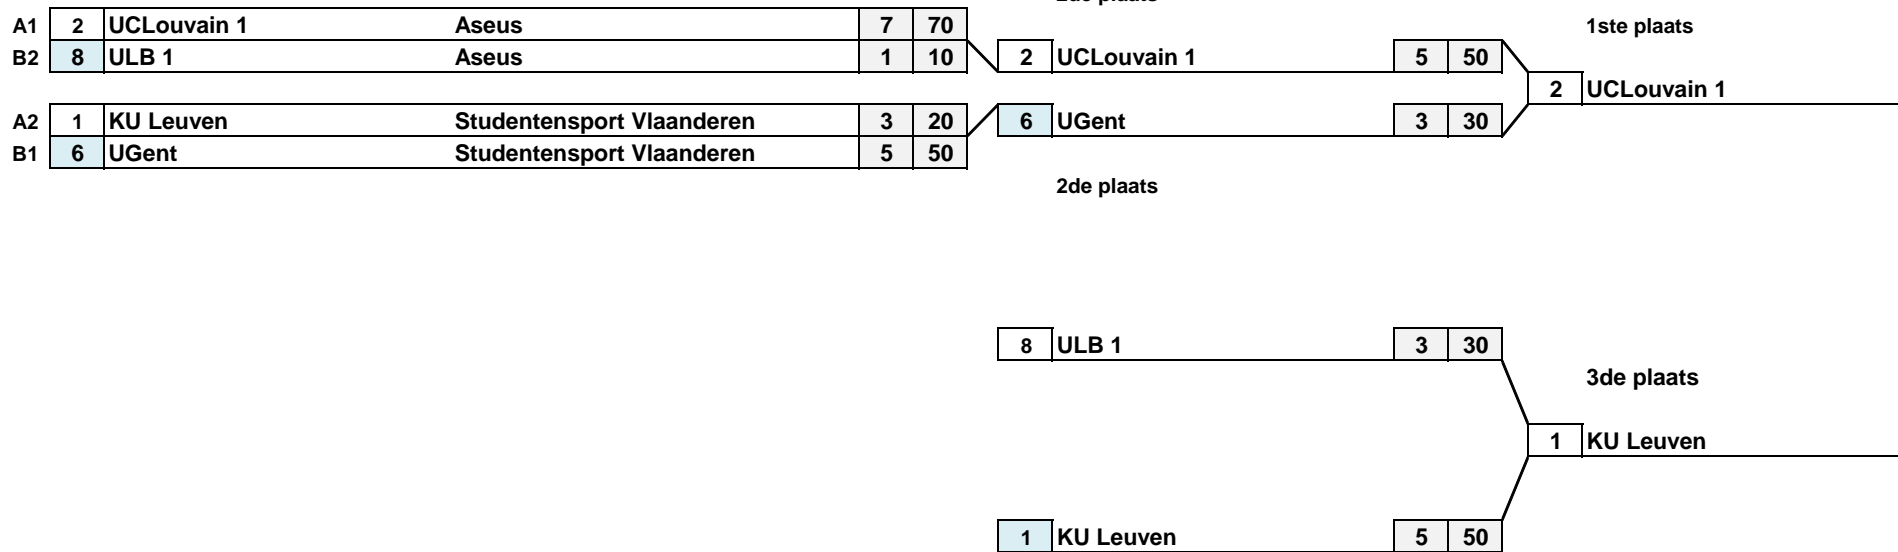 2de plaats
A1 2 UCLouvain 1 Aseus 7 70
1ste plaats
B2 8 ULB 1 Aseus 1 10
2 UCLouvain 1 5 50
2 UCLouvain 1
A2 1 KU Leuven Studentensport Vlaanderen 3 20
6 UGent 3 30
B1 6 UGent Studentensport Vlaanderen 5 50
2de plaats
8 ULB 1 3 30
3de plaats
1 KU Leuven
1 KU Leuven 5 50